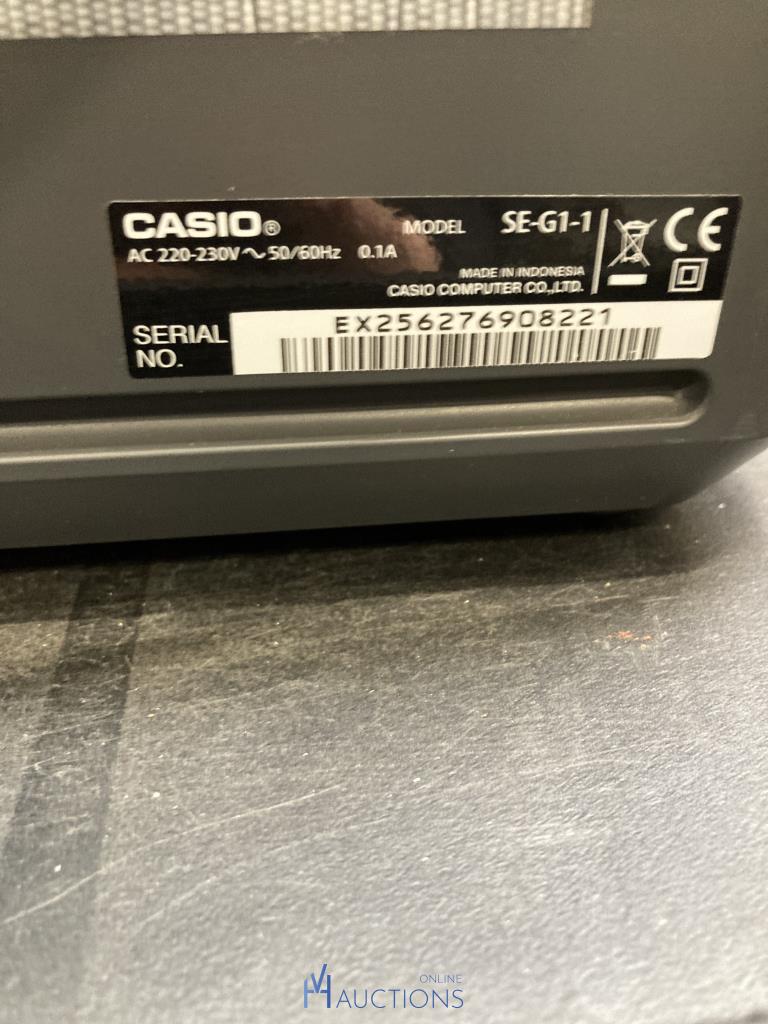 CASIO® MODEL SE-G1-1
AC 220-230V ~ 50/60Hz 0.1A
CE
MADE IN INDONESIA
CASIO COMPUTER CO.,LTD.
SERIAL NO.
EX256276908221
ONLINE
AUCTIONS